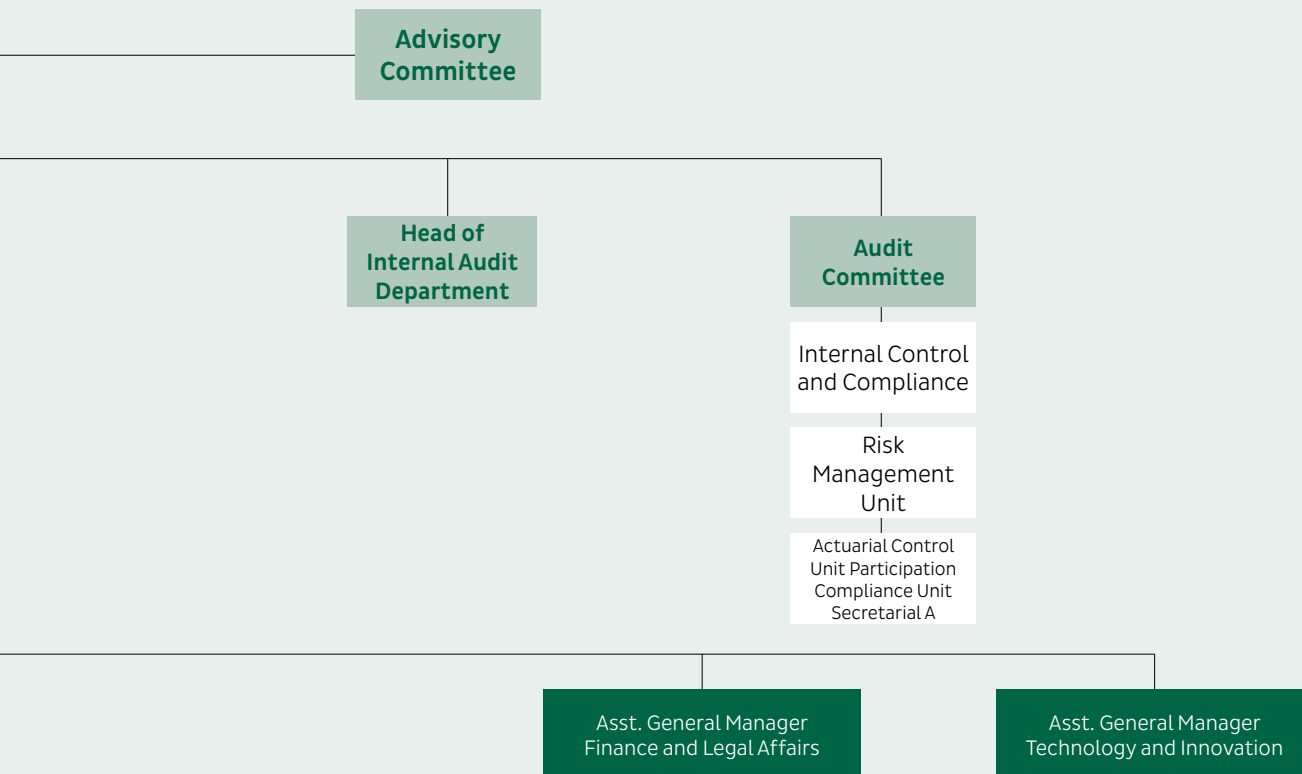 Advisory
Committee
Head of
Internal Audit
Department
Audit
Committee
Internal Control
and Compliance
Risk
Management
Unit
Actuarial Control
Unit Participation
Compliance Unit
Secretarial A
Asst. General Manager
Finance and Legal Affairs
Asst. General Manager
Technology and Innovation